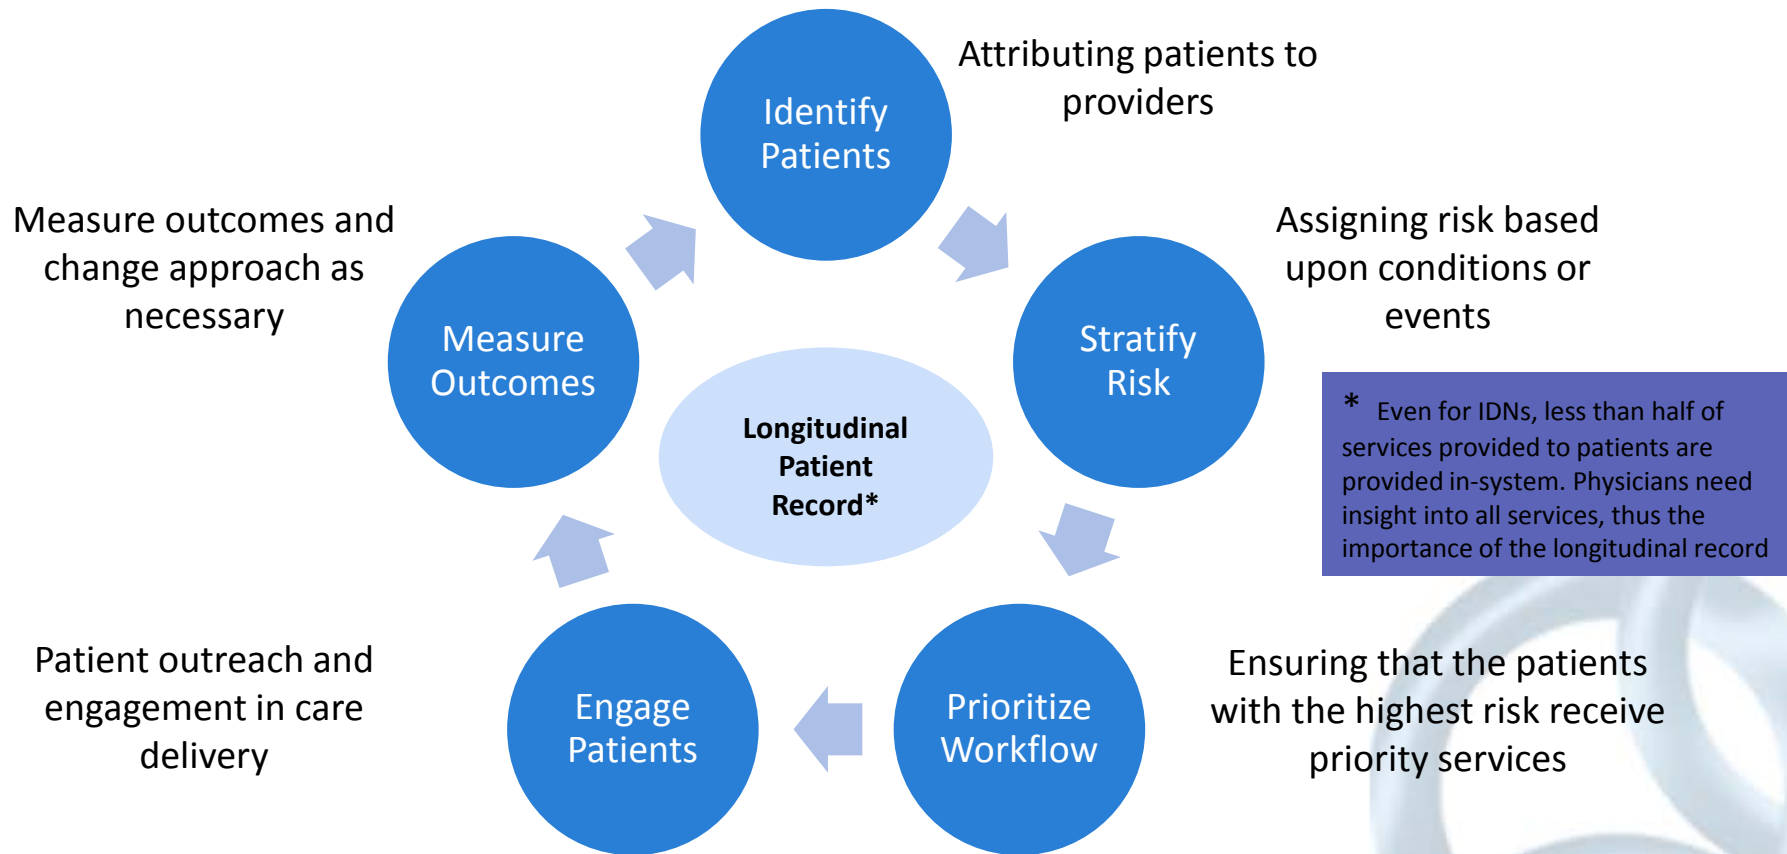 Identify
Patients
Attributing patients to
providers
Stratify
Risk
Assigning risk based
upon conditions or
events
* Even for IDNs, less than half of
services provided to patients are
provided in-system. Physicians need
insight into all services, thus the
importance of the longitudinal record
Prioritize
Workflow
Ensuring that the patients
with the highest risk receive
priority services
Engage
Patients
Patient outreach and
engagement in care
delivery
Measure
Outcomes
Measure outcomes and
change approach as
necessary
Longitudinal
Patient
Record*